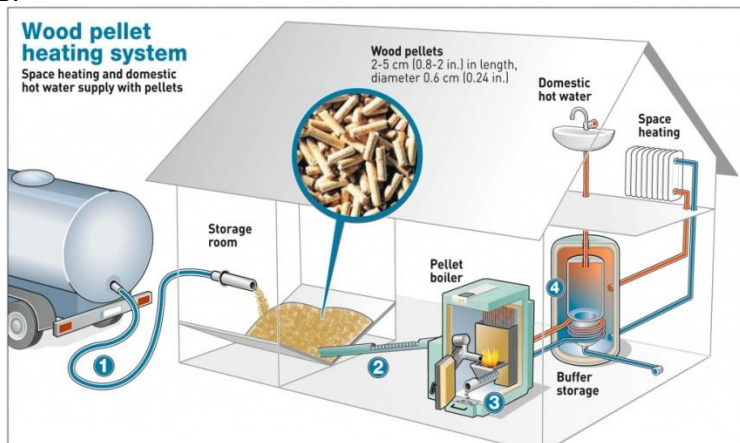 Wood pellet
heating system
Space heating and domestic
hot water supply with pellets
Wood pellets
2-5 cm (0.8-2 in.) in length,
diameter 0.6 cm (0.24 in.)
Domestic
hot water
Space
heating
Storage
room
Pellet
boiler
1
2
3
4
Buffer
storage